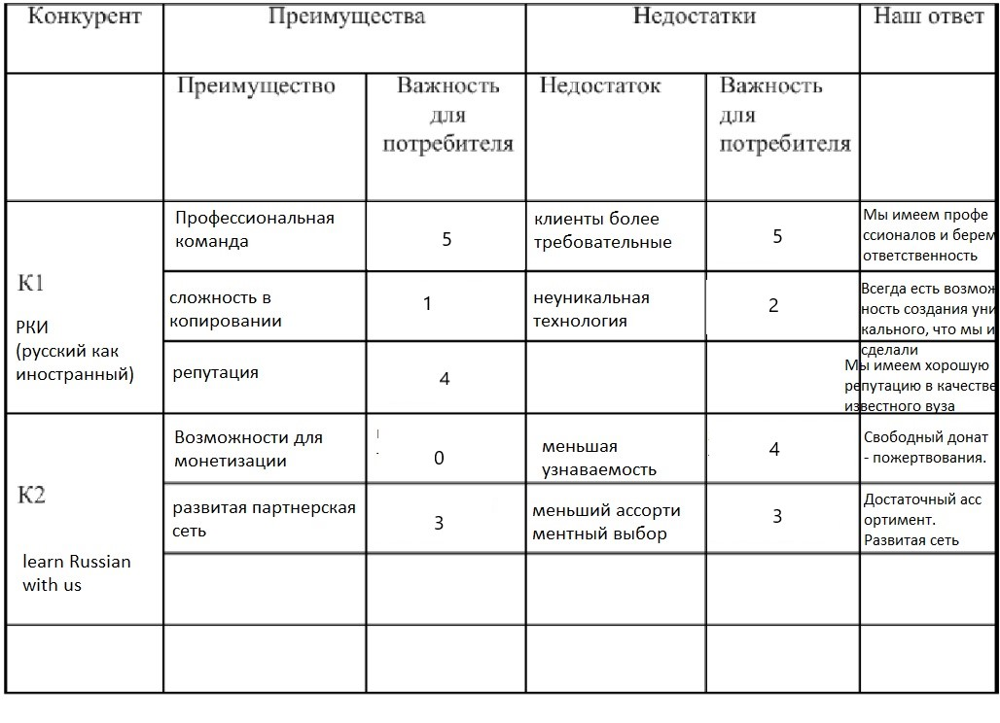 Конкурент
Преимущества
Недостатки
Наш ответ
Преимущество
Важность
для
потребителя
Недостаток
Важность
для
потребителя
К1
РКИ
(русский как
иностранный)
Профессиональная
команда
5
клиенты более
требовательные
5
Мы имеем профе
ссионалов и берем
ответственность
сложность в
копировании
1
неуникальная
технология
2
Всегда есть возмож
ность создания уни
кального, что мы и
сделали
репутация
4
Мы имеем хорошую
репутацию в качестве
известного вуза
К2
learn Russian
with us
Возможности для
монетизации
0
меньшая
узнаваемость
4
Свободный донат
- пожертвования.
развитая партнерская
сеть
3
меньший ассорти
ментный выбор
3
Достаточный асс
ортимент.
Развитая сеть